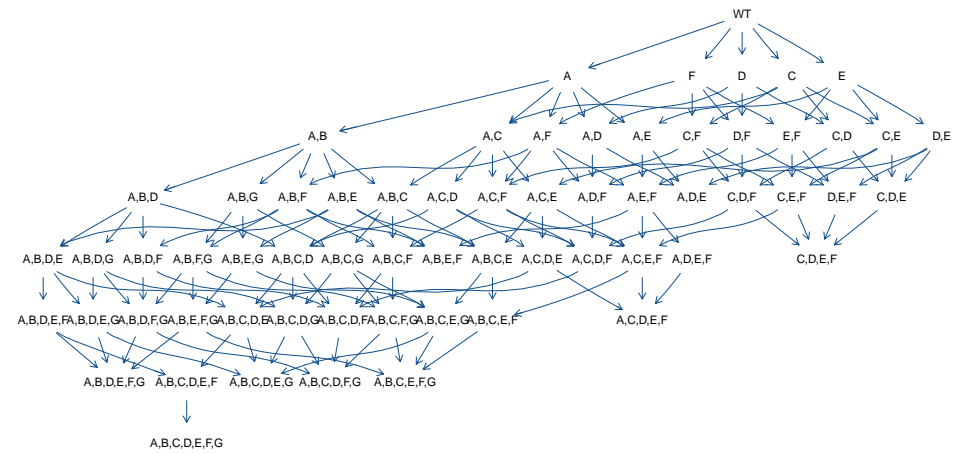 WT
A F D C E
A,B A,C A,F A,D A,E C,F D,F E,F C,D C,E D,E
A,B,D A,B,G A,B,F A,B,E A,B,C A,C,D A,C,F A,C,E A,D,F A,E,F A,D,E C,D,F C,E,F D,E,F C,D,E
A,B,D,E A,B,D,G A,B,D,F A,B,F,G A,B,E,G A,B,C,D A,B,C,G A,B,C,F A,B,E,F A,B,C,E A,C,D,E A,C,D,F A,C,E,F A,D,E,F C,D,E,F
A,B,D,E,F A,B,D,E,G A,B,D,F,G A,B,E,F,G A,B,C,D,E A,B,C,D,G A,B,C,D,F A,B,C,F,G A,B,C,E,G A,B,C,E,F A,C,D,E,F
A,B,D,E,F,G A,B,C,D,E,F A,B,C,D,E,G A,B,C,D,F,G A,B,C,E,F,G
A,B,C,D,E,F,G